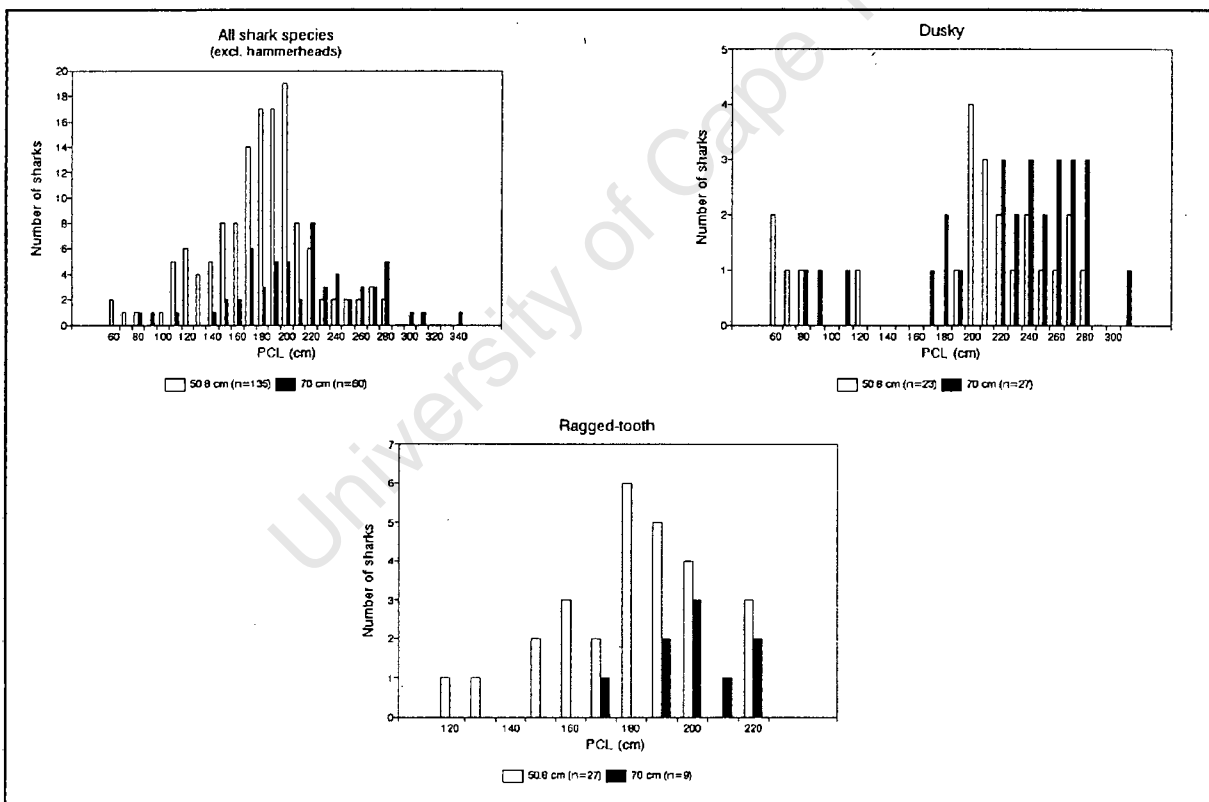 All shark species
(excl. hammerheads)
Number of sharks
20
18
16
14
12
10
8
6
4
2
0
60 80 100 120 140 160 180 200 220 240 260 280 300 320 340
PCL (cm)
50.8 cm (n=135) 70 cm (n=60)
Dusky
Number of sharks
5
4
3
2
1
0
60 80 100 120 140 160 180 200 220 240 260 280 300
PCL (cm)
50.8 cm (n=23) 70 cm (n=27)
Ragged-tooth
Number of sharks
7
6
5
4
3
2
1
0
120 140 160 180 200 220
PCL (cm)
50.8 cm (n=27) 70 cm (n=9)
University of Cape